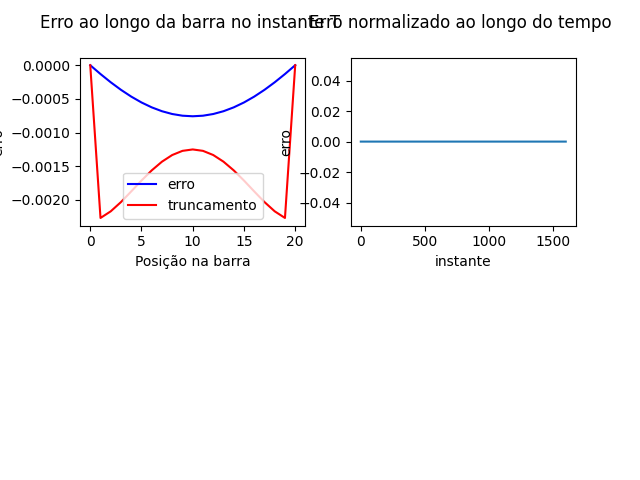 Erro ao longo da barra no instante T
Erro normalizado ao longo do tempo
0.0000
−0.0005
−0.0010
−0.0015
−0.0020
erro
erro
truncamento
0
5
10
15
20
Posição na barra
0.04
0.02
0.00
−0.02
−0.04
erro
0
500
1000
1500
instante